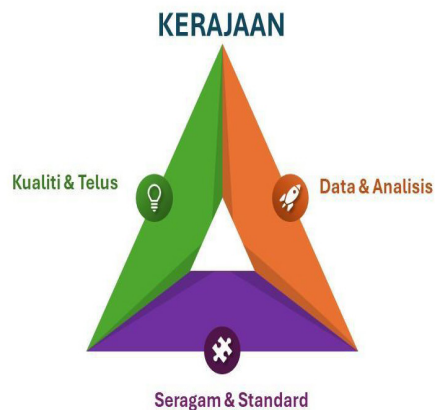 KERAJAAN
Kualiti & Telus
Data & Analisis
Seragam & Standard